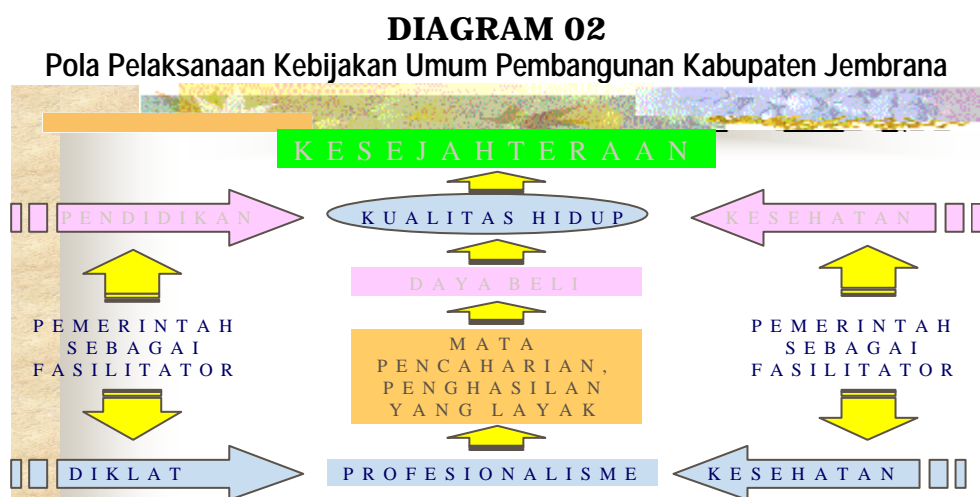 DIAGRAM 02
Pola Pelaksanaan Kebijakan Umum Pembangunan Kabupaten Jembrana
KESEJAHTERAAN
PENDIDIKAN
KUALITAS HIDUP
KESEHATAN
DAYA BELI
PEMERINTAH
SEBAGAI
FASILITATOR
MATA
PENCAHARIAN,
PENGHASILAN
YANG LAYAK
PEMERINTAH
SEBAGAI
FASILITATOR
DIKLAT
PROFESIONALISME
KESEHATAN